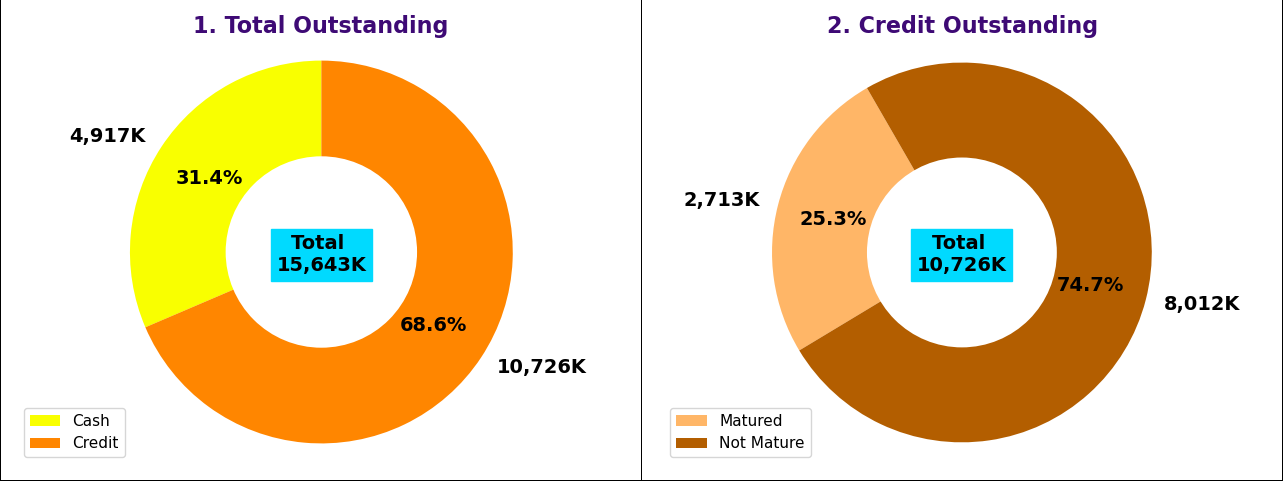 1. Total Outstanding
4,917K
31.4%
Total
15,643K
68.6%
10,726K
Cash
Credit
2. Credit Outstanding
2,713K
25.3%
Total
10,726K
74.7%
8,012K
Matured
Not Mature